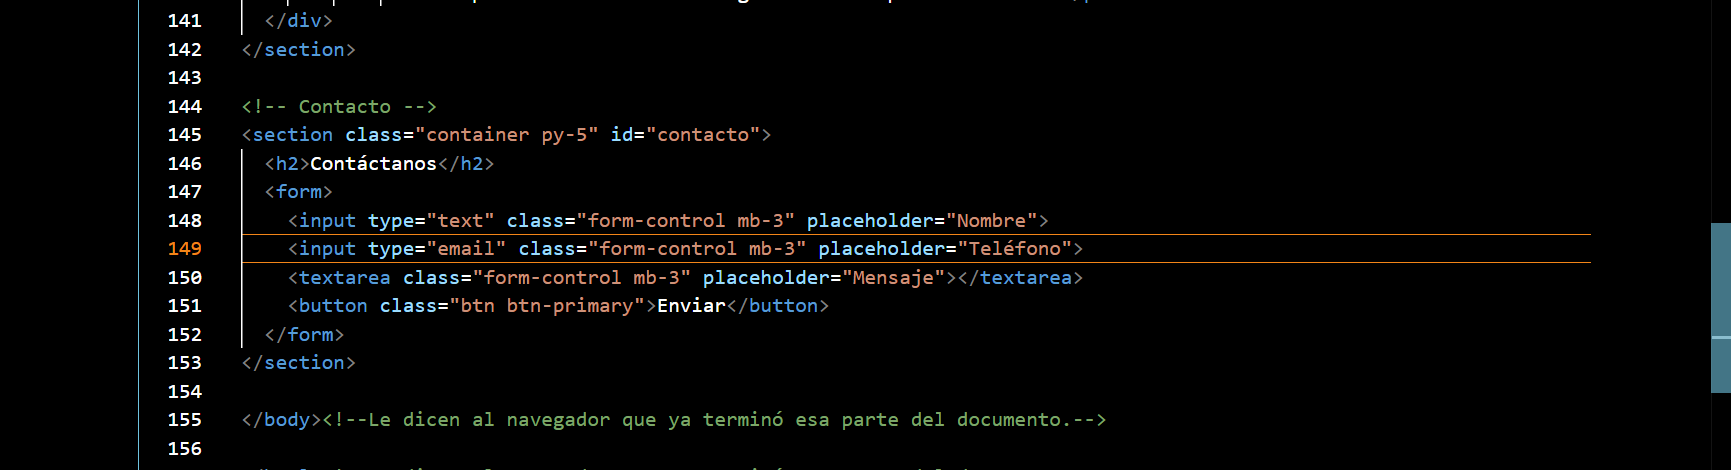 141 </div>
142 </section>
143
144 <!-- Contacto -->
145 <section class="container py-5" id="contacto">
146 <h2>Contáctanos</h2>
147 <form>
148 <input type="text" class="form-control mb-3" placeholder="Nombre">
149 <input type="email" class="form-control mb-3" placeholder="Teléfono">
150 <textarea class="form-control mb-3" placeholder="Mensaje"></textarea>
151 <button class="btn btn-primary">Enviar</button>
152 </form>
153 </section>
154
155 </body><!--Le dicen al navegador que ya terminó esa parte del documento.-->
156